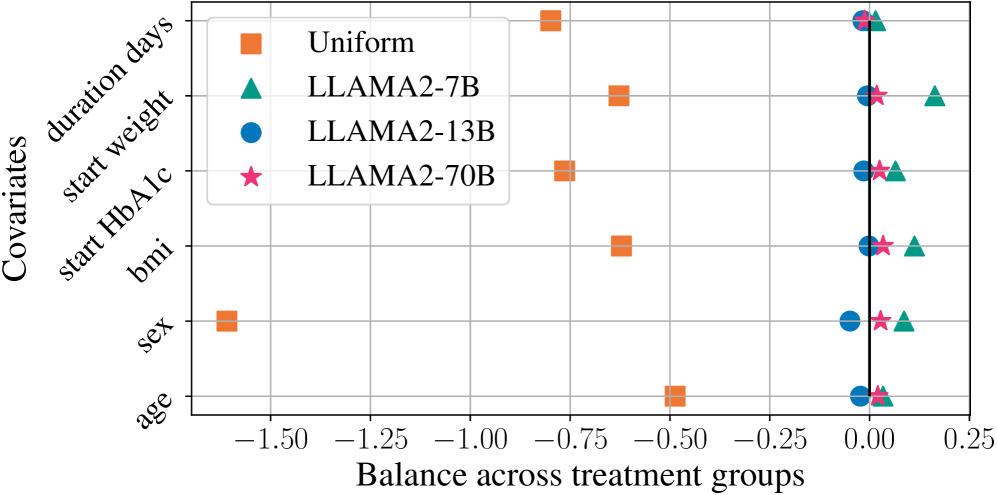 Uniform
LLAMA2-7B
LLAMA2-13B
LLAMA2-70B
Covariates
duration days
start weight
start HbA1c
bmi
sex
age
−1.50 −1.25 −1.00 −0.75 −0.50 −0.25 0.00 0.25
Balance across treatment groups